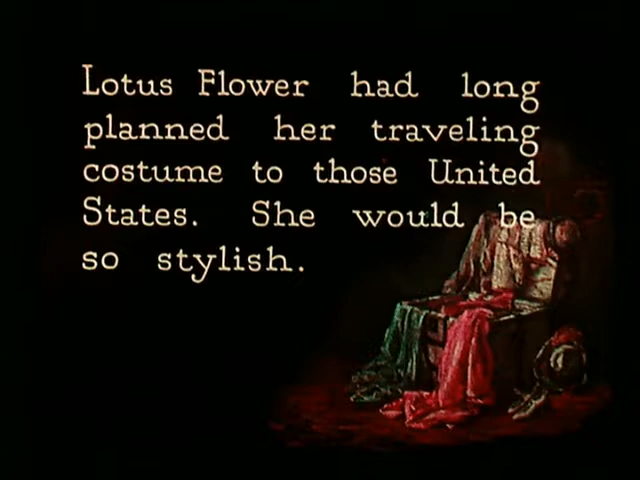 Lotus Flower had long
planned her traveling
costume to those United
States. She would be
so stylish.